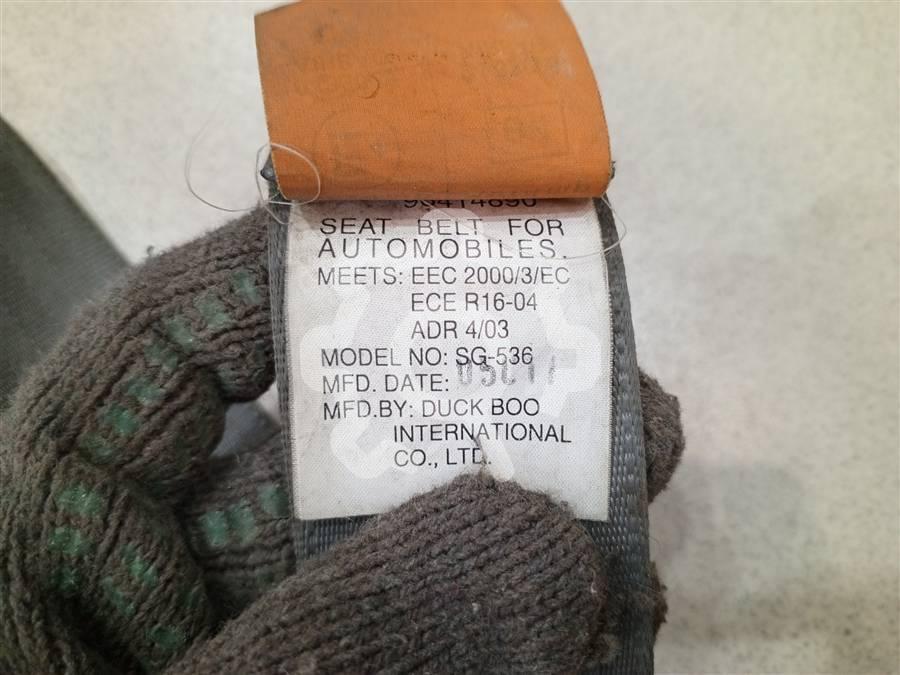 SEAT BELT FOR
AUTOMOBILES.
MEETS: EEC 2000/3/EC
ECE R16-04
ADR 4/03
MODEL NO: SG-536
MFD. DATE:
MFD.BY: DUCK BOO
INTERNATIONAL
CO., LTD.